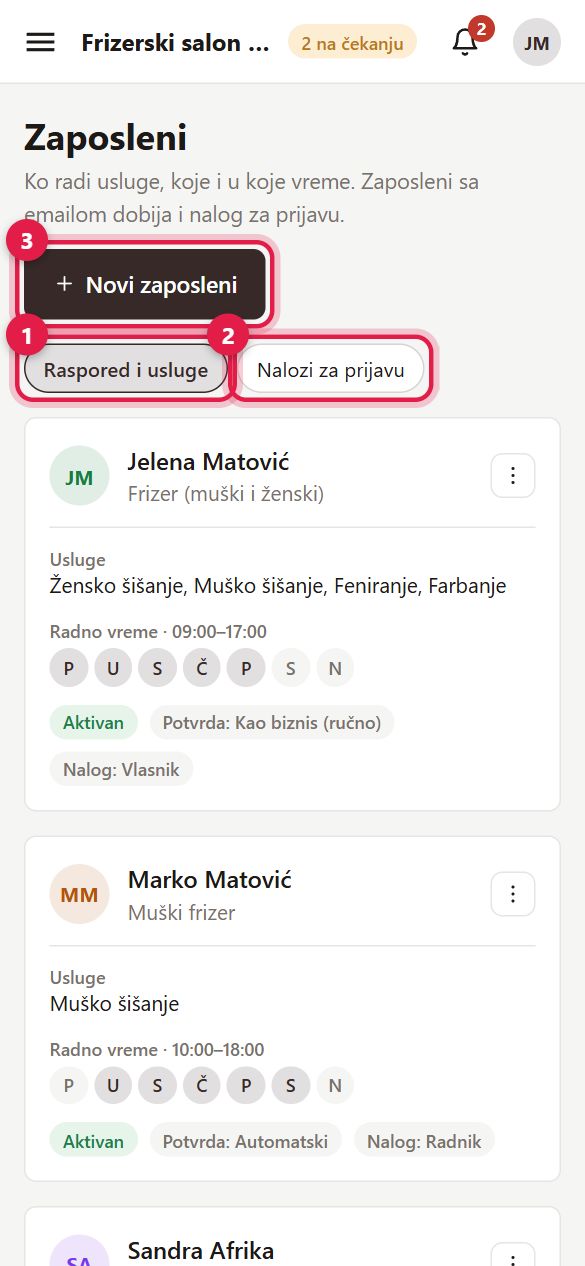 Frizerski salon ...
2 na čekanju
2
JM
Zaposleni
Ko radi usluge, koje i u koje vreme. Zaposleni sa
emailom dobija i nalog za prijavu.
3
+ Novi zaposleni
1
2
Raspored i usluge
Nalozi za prijavu
JM
Jelena Matović
Frizer (muški i ženski)
Usluge
Žensko šišanje, Muško šišanje, Feniranje, Farbanje
Radno vreme · 09:00–17:00
P U S Č P S N
Aktivan
Potvrda: Kao biznis (ručno)
Nalog: Vlasnik
MM
Marko Matović
Muški frizer
Usluge
Muško šišanje
Radno vreme · 10:00–18:00
P U S Č P S N
Aktivan
Potvrda: Automatski
Nalog: Radnik
SA
Sandra Afrika